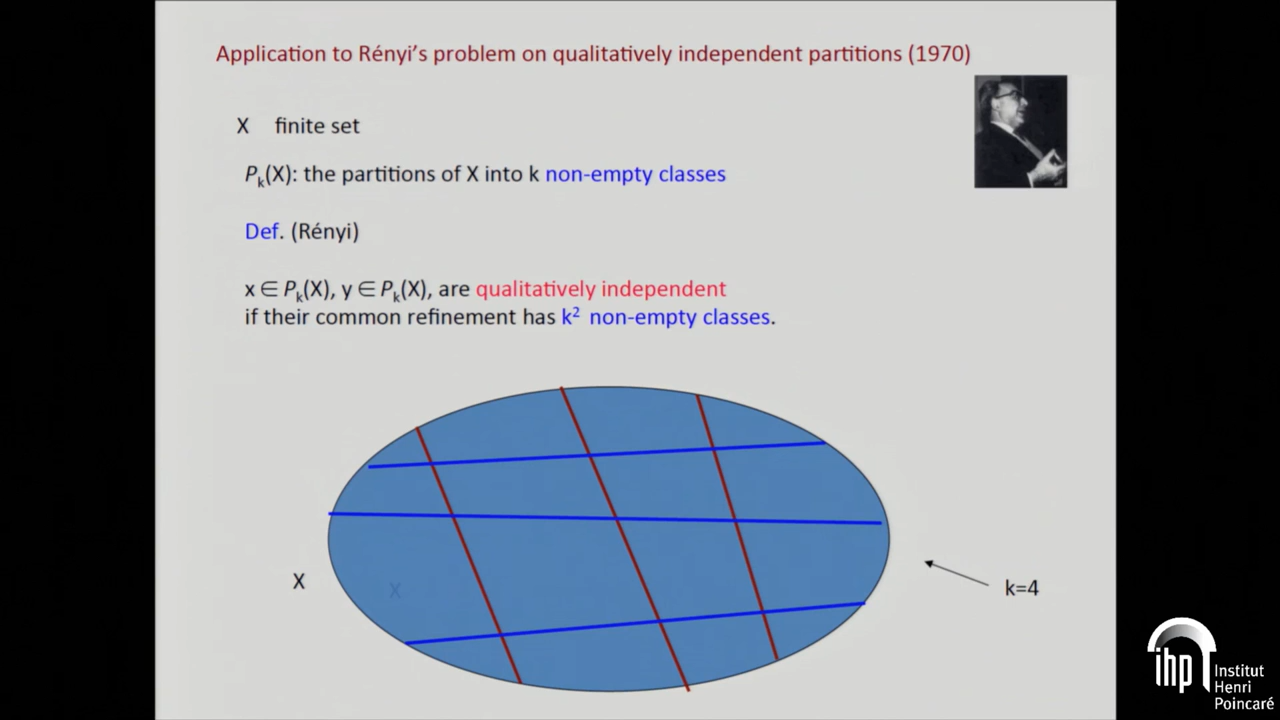 Application to Rényi's problem on qualitatively independent partitions (1970)
X finite set
Pk(X): the partitions of X into k non-empty classes
Def. (Rényi)
x ∈ Pk(X), y ∈ Pk(X), are qualitatively independent
if their common refinement has k² non-empty classes.
X
X
k=4
ihp
Institut
Henri
Poincaré